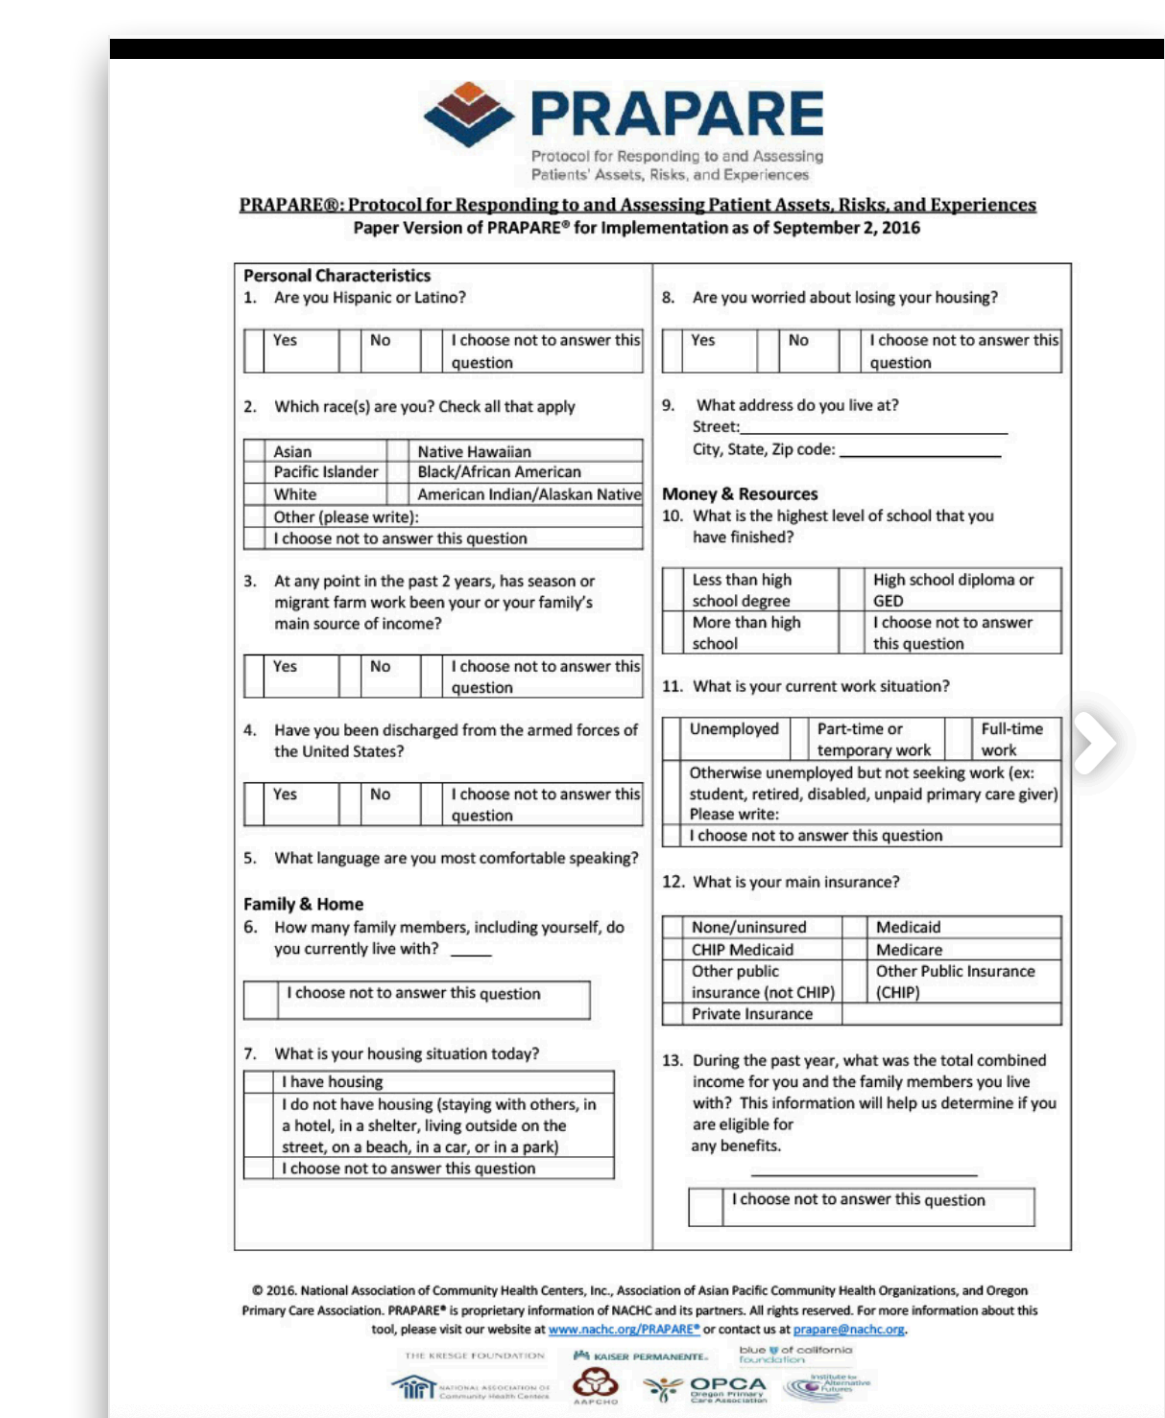 PRAPARE
Protocol for Responding to and Assessing
Patients' Assets, Risks, and Experiences
PRAPARE®: Protocol for Responding to and Assessing Patient Assets, Risks, and Experiences
Paper Version of PRAPARE® for Implementation as of September 2, 2016
Personal Characteristics
1. Are you Hispanic or Latino?
Yes No I choose not to answer this
question
2. Which race(s) are you? Check all that apply
Asian Native Hawaiian
Pacific Islander Black/African American
White American Indian/Alaskan Native
Other (please write):
I choose not to answer this question
3. At any point in the past 2 years, has season or
migrant farm work been your or your family's
main source of income?
Yes No I choose not to answer this
question
4. Have you been discharged from the armed forces of
the United States?
Yes No I choose not to answer this
question
5. What language are you most comfortable speaking?
Family & Home
6. How many family members, including yourself, do
you currently live with? _____
I choose not to answer this question
7. What is your housing situation today?
I have housing
I do not have housing (staying with others, in
a hotel, in a shelter, living outside on the
street, on a beach, in a car, or in a park)
I choose not to answer this question
8. Are you worried about losing your housing?
Yes No I choose not to answer this
question
9. What address do you live at?
Street:
City, State, Zip code:
Money & Resources
10. What is the highest level of school that you
have finished?
Less than high High school diploma or
school degree GED
More than high I choose not to answer
school this question
11. What is your current work situation?
Unemployed Part-time or Full-time
temporary work work
Otherwise unemployed but not seeking work (ex:
student, retired, disabled, unpaid primary care giver)
Please write:
I choose not to answer this question
12. What is your main insurance?
None/uninsured Medicaid
CHIP Medicaid Medicare
Other public Other Public Insurance
insurance (not CHIP) (CHIP)
Private Insurance
13. During the past year, what was the total combined
income for you and the family members you live
with? This information will help us determine if you
are eligible for
any benefits.
I choose not to answer this question
© 2016. National Association of Community Health Centers, Inc., Association of Asian Pacific Community Health Organizations, and Oregon
Primary Care Association. PRAPARE® is proprietary information of NACHC and its partners. All rights reserved. For more information about this
tool, please visit our website at www.nachc.org/PRAPARE® or contact us at prapare@nachc.org.
THE KRESGE FOUNDATION KAISER PERMANENTE. blue of california
foundation
NATIONAL ASSOCIATION OF
Community Health Centers
AAPCHO
OPCA
Oregon Primary
Care Association
Institute for
Alternative
Futures